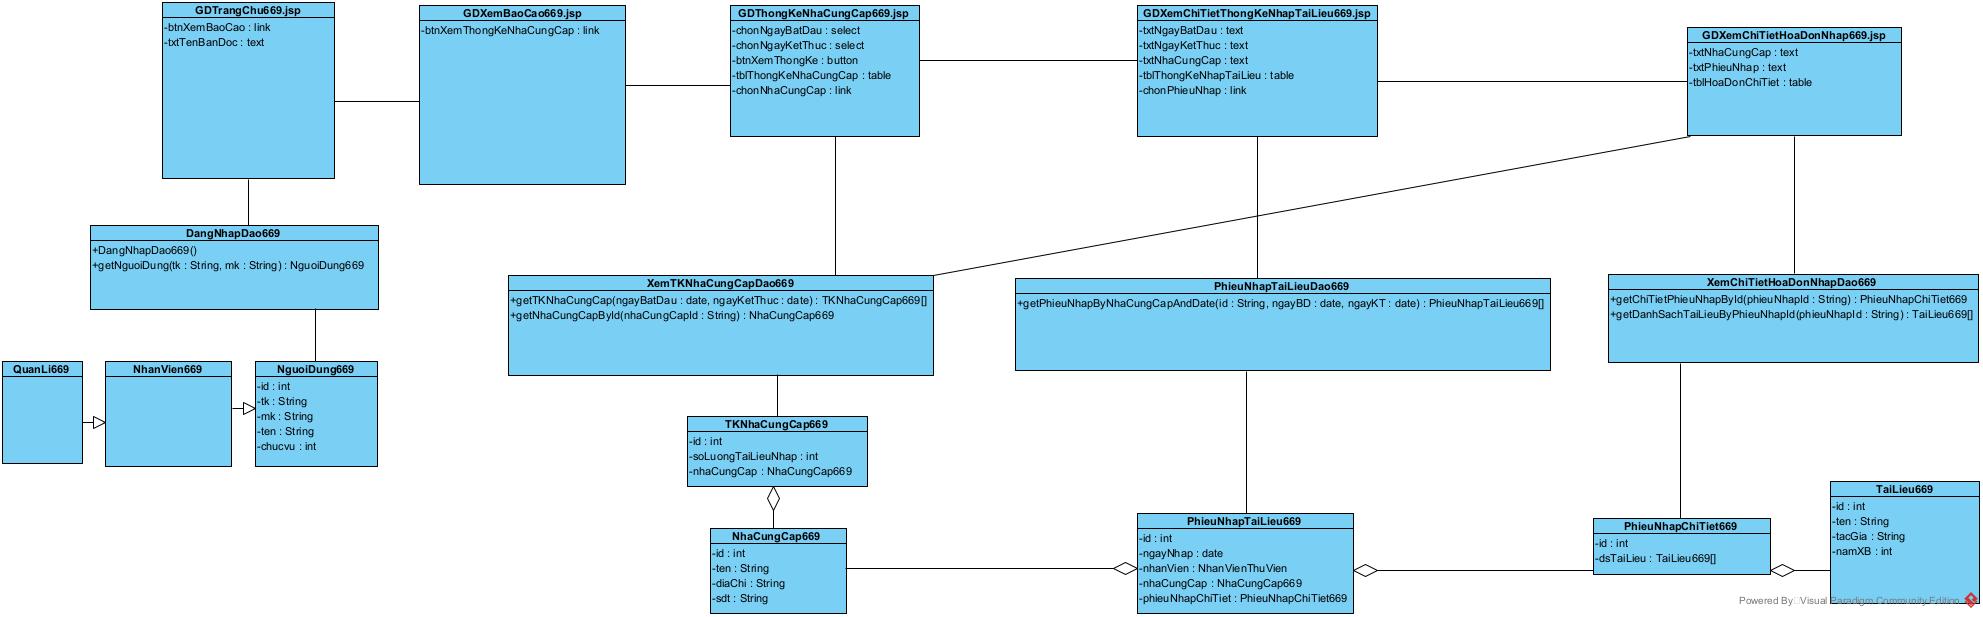 GDTrangChu669.jsp
-btnXemBaoCao : link
-txtTenBanDoc : text
GDXemBaoCao669.jsp
-btnXemThongKeNhaCungCap : link
GDThongKeNhaCungCap669.jsp
-chonNgayBatDau : select
-chonNgayKetThuc : select
-btnXemThongKe : button
-tblThongKeNhaCungCap : table
-chonNhaCungCap : link
GDXemChiTietThongKeNhapTaiLieu669.jsp
-txtNgayBatDau : text
-txtNgayKetThuc : text
-txtNhaCungCap : text
-tblThongKeNhapTaiLieu : table
-chonPhieuNhap : link
GDXemChiTietHoaDonNhap669.jsp
-txtNhaCungCap : text
-txtPhieuNhap : text
-tblHoaDonChiTiet : table
DangNhapDao669
+DangNhapDao669()
+getNguoiDung(tk : String, mk : String) : NguoiDung669
XemTKNhaCungCapDao669
+getTKNhaCungCap(ngayBatDau : date, ngayKetThuc : date) : TKNhaCungCap669[]
+getNhaCungCapById(nhaCungCapId : String) : NhaCungCap669
PhieuNhapTaiLieuDao669
+getPhieuNhapByNhaCungCapAndDate(id : String, ngayBD : date, ngayKT : date) : PhieuNhapTaiLieu669[]
XemChiTietHoaDonNhapDao669
+getChiTietPhieuNhapById(phieuNhapId : String) : PhieuNhapChiTiet669
+getDanhSachTaiLieuByPhieuNhapId(phieuNhapId : String) : TaiLieu669[]
QuanLi669
NhanVien669
NguoiDung669
-id : int
-tk : String
-mk : String
-ten : String
-chucvu : int
TKNhaCungCap669
-id : int
-soLuongTaiLieuNhap : int
-nhaCungCap : NhaCungCap669
NhaCungCap669
-id : int
-ten : String
-diaChi : String
-sdt : String
PhieuNhapTaiLieu669
-id : int
-ngayNhap : date
-nhanVien : NhanVienThuVien
-nhaCungCap : NhaCungCap669
-phieuNhapChiTiet : PhieuNhapChiTiet669
PhieuNhapChiTiet669
-id : int
-dsTaiLieu : TaiLieu669[]
TaiLieu669
-id : int
-ten : String
-tacGia : String
-namXB : int
Powered By Visual Paradigm Community Edition